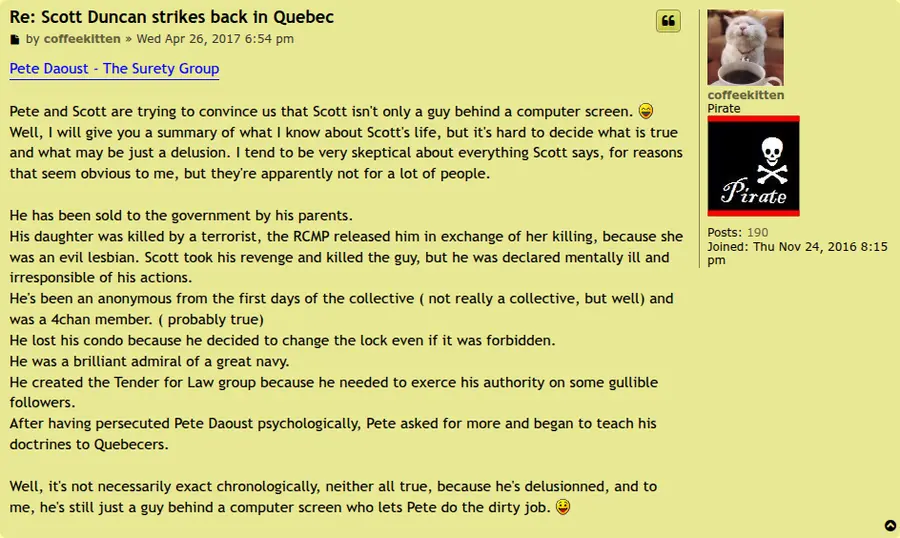 Re: Scott Duncan strikes back in Quebec
by coffeekitten » Wed Apr 26, 2017 6:54 pm
Pete Daoust - The Surety Group
Pete and Scott are trying to convince us that Scott isn't only a guy behind a computer screen.
Well, I will give you a summary of what I know about Scott's life, but it's hard to decide what is true
and what may be just a delusion. I tend to be very skeptical about everything Scott says, for reasons
that seem obvious to me, but they're apparently not for a lot of people.
He has been sold to the government by his parents.
His daughter was killed by a terrorist, the RCMP released him in exchange of her killing, because she
was an evil lesbian. Scott took his revenge and killed the guy, but he was declared mentally ill and
irresponsible of his actions.
He's been an anonymous from the first days of the collective ( not really a collective, but well) and
was a 4chan member. ( probably true)
He lost his condo because he decided to change the lock even if it was forbidden.
He was a brilliant admiral of a great navy.
He created the Tender for Law group because he needed to exerce his authority on some gullible
followers.
After having persecuted Pete Daoust psychologically, Pete asked for more and began to teach his
doctrines to Quebecers.
Well, it's not necessarily exact chronologically, neither all true, because he's delusionned, and to
me, he's still just a guy behind a computer screen who lets Pete do the dirty job.
coffeekitten
Pirate
Pirate
Posts: 190
Joined: Thu Nov 24, 2016 8:15
pm